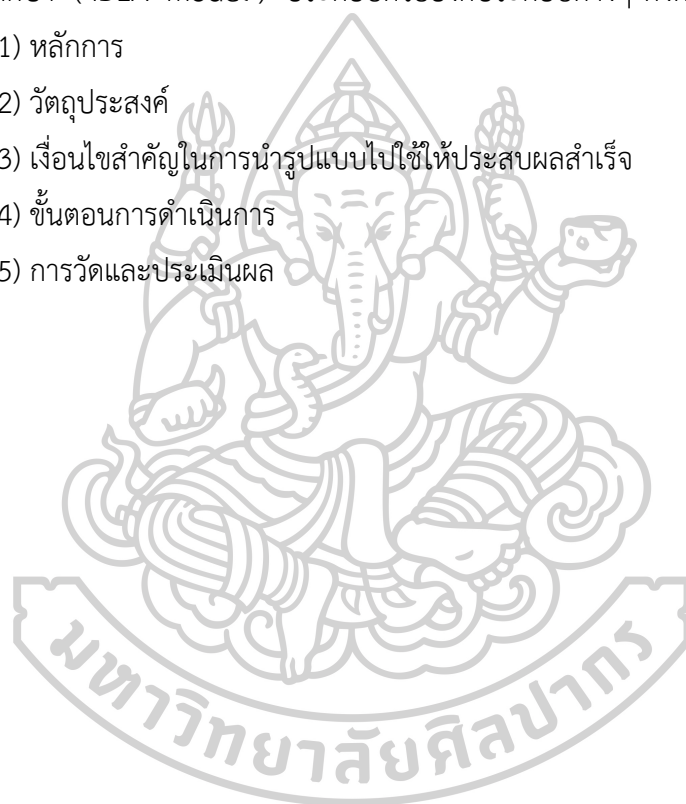 1) หลักการ
2) วัตถุประสงค์
3) เงื่อนไขสำคัญในการนำรูปแบบไปใช้ให้ประสบผลสำเร็จ
4) ขั้นตอนการดำเนินการ
5) การวัดและประเมินผล
มหาวิทยาลัยศิลปากร